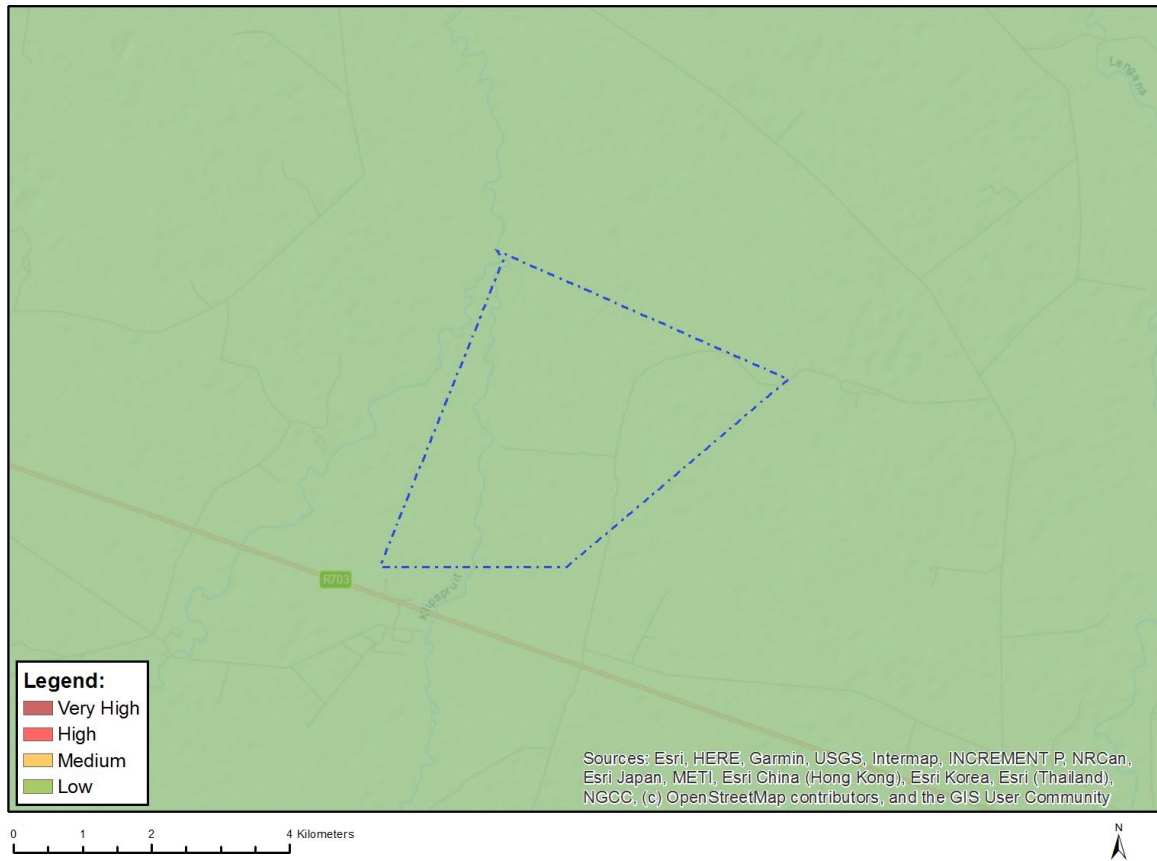 Lengana
R703
Klipspruit
Legend:
Very High
High
Medium
Low
Sources: Esri, HERE, Garmin, USGS, Intermap, INCREMENT P, NRCan,
Esri Japan, METI, Esri China (Hong Kong), Esri Korea, Esri (Thailand),
NGCC, (c) OpenStreetMap contributors, and the GIS User Community
0 1 2 4 Kilometers
N